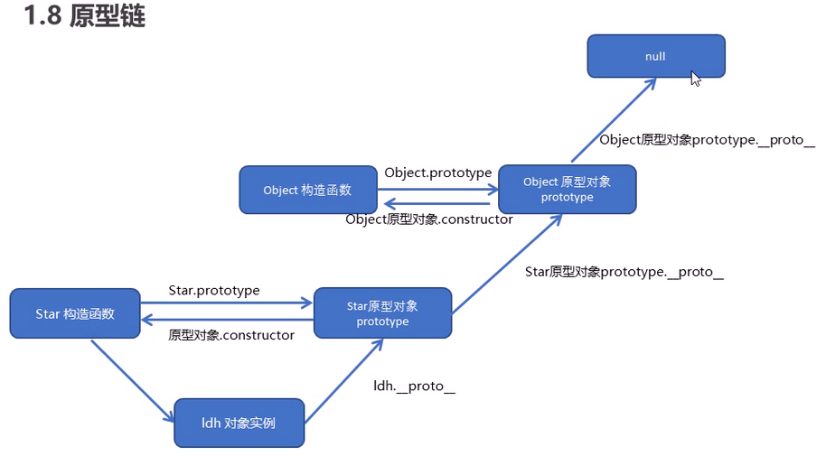 1.8 原型链
null
Object原型对象prototype.__proto__
Object 构造函数
Object.prototype
Object 原型对象
prototype
Object原型对象.constructor
Star原型对象prototype.__proto__
Star 构造函数
Star.prototype
Star原型对象
prototype
原型对象.constructor
ldh.__proto__
ldh 对象实例